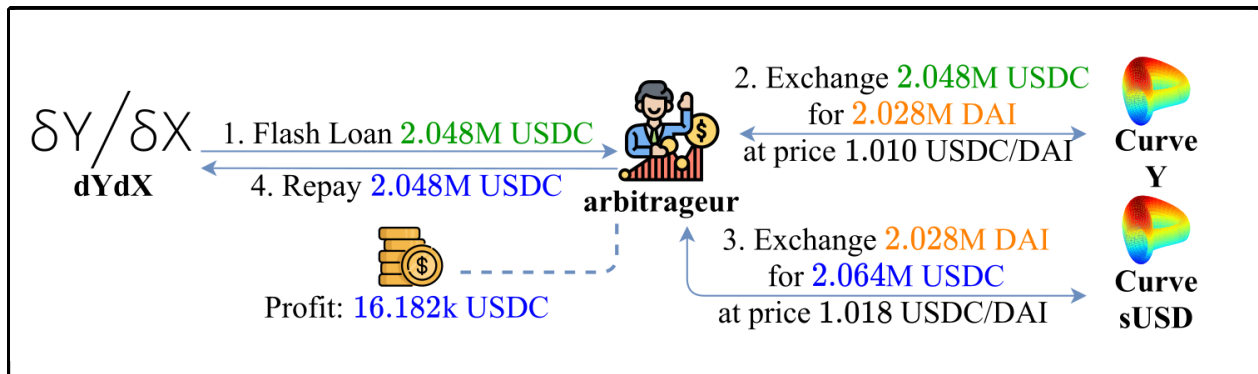 δY/δX
dYdX
1. Flash Loan 2.048M USDC
4. Repay 2.048M USDC
$
Profit: 16.182k USDC
$
arbitrageur
2. Exchange 2.048M USDC
for 2.028M DAI
at price 1.010 USDC/DAI
Curve
Y
3. Exchange 2.028M DAI
for 2.064M USDC
at price 1.018 USDC/DAI
Curve
sUSD